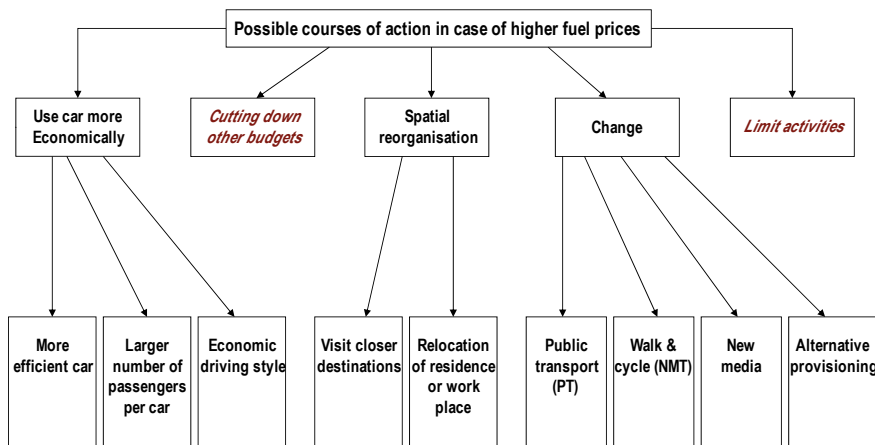 Possible courses of action in case of higher fuel prices
Use car more
Economically
Cutting down
other budgets
Spatial
reorganisation
Change
Limit activities
More
efficient car
Larger
number of
passengers
per car
Economic
driving style
Visit closer
destinations
Relocation
of residence
or work
place
Public
transport
(PT)
Walk &
cycle (NMT)
New
media
Alternative
provisioning